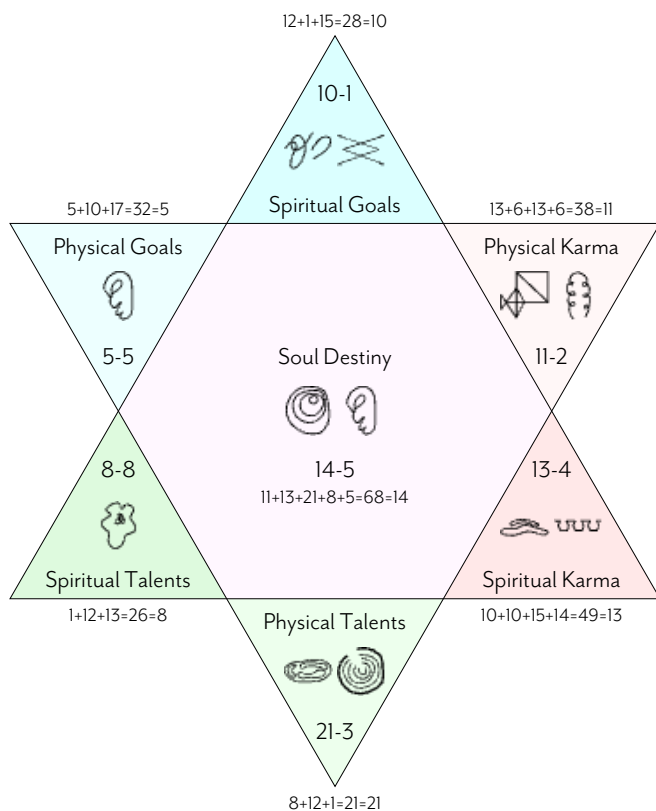 12+1+15=28=10
10-1
Spiritual Goals
5+10+17=32=5
Physical Goals
5-5
13+6+13+6=38=11
Physical Karma
11-2
Soul Destiny
14-5
11+13+21+8+5=68=14
8-8
Spiritual Talents
1+12+13=26=8
13-4
Spiritual Karma
10+10+15+14=49=13
Physical Talents
21-3
8+12+1=21=21